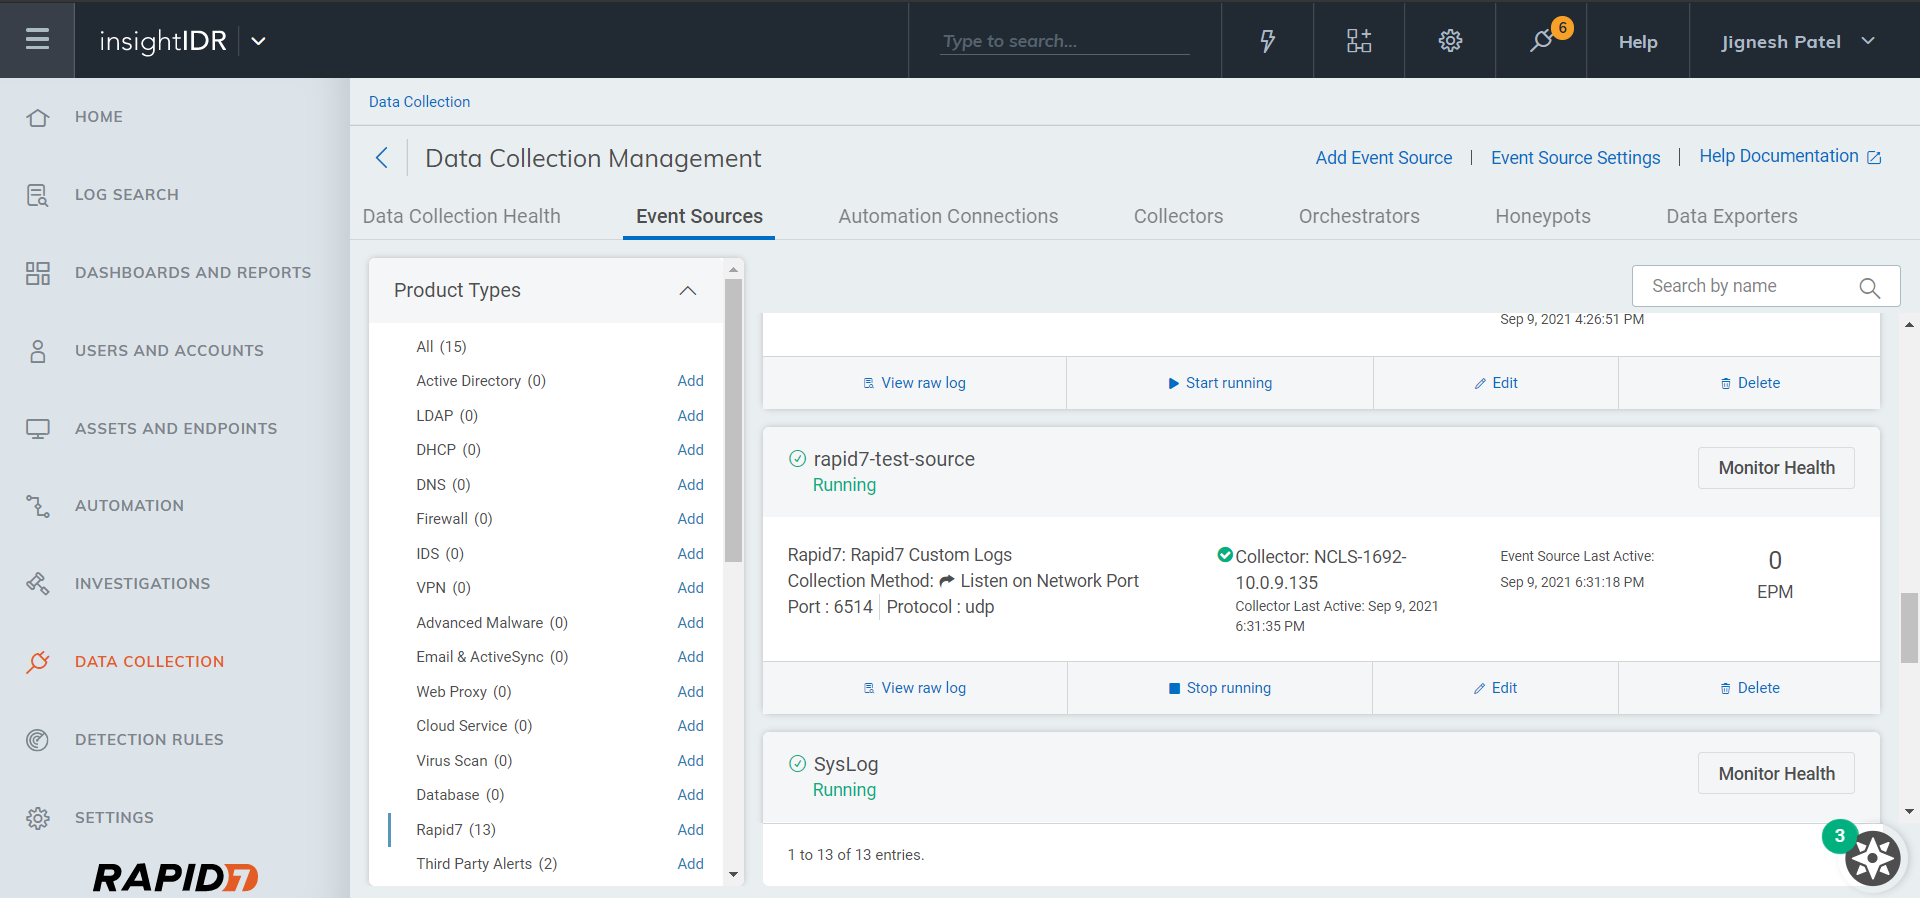 insightIDR
Type to search...
6
Help
Jignesh Patel
HOME
LOG SEARCH
DASHBOARDS AND REPORTS
USERS AND ACCOUNTS
ASSETS AND ENDPOINTS
AUTOMATION
INVESTIGATIONS
DATA COLLECTION
DETECTION RULES
SETTINGS
RAPID7
Data Collection
Data Collection Management
Add Event Source | Event Source Settings | Help Documentation
Data Collection Health
Event Sources
Automation Connections
Collectors
Orchestrators
Honeypots
Data Exporters
Product Types
All (15)
Active Directory (0) Add
LDAP (0) Add
DHCP (0) Add
DNS (0) Add
Firewall (0) Add
IDS (0) Add
VPN (0) Add
Advanced Malware (0) Add
Email & ActiveSync (0) Add
Web Proxy (0) Add
Cloud Service (0) Add
Virus Scan (0) Add
Database (0) Add
Rapid7 (13) Add
Third Party Alerts (2) Add
Search by name
Sep 9, 2021 4:26:51 PM
View raw log
Start running
Edit
Delete
rapid7-test-source
Running
Monitor Health
Rapid7: Rapid7 Custom Logs
Collection Method: Listen on Network Port
Port : 6514 | Protocol : udp
Collector: NCLS-1692-
10.0.9.135
Collector Last Active: Sep 9, 2021
6:31:35 PM
Event Source Last Active:
Sep 9, 2021 6:31:18 PM
0
EPM
View raw log
Stop running
Edit
Delete
SysLog
Running
Monitor Health
1 to 13 of 13 entries.
3